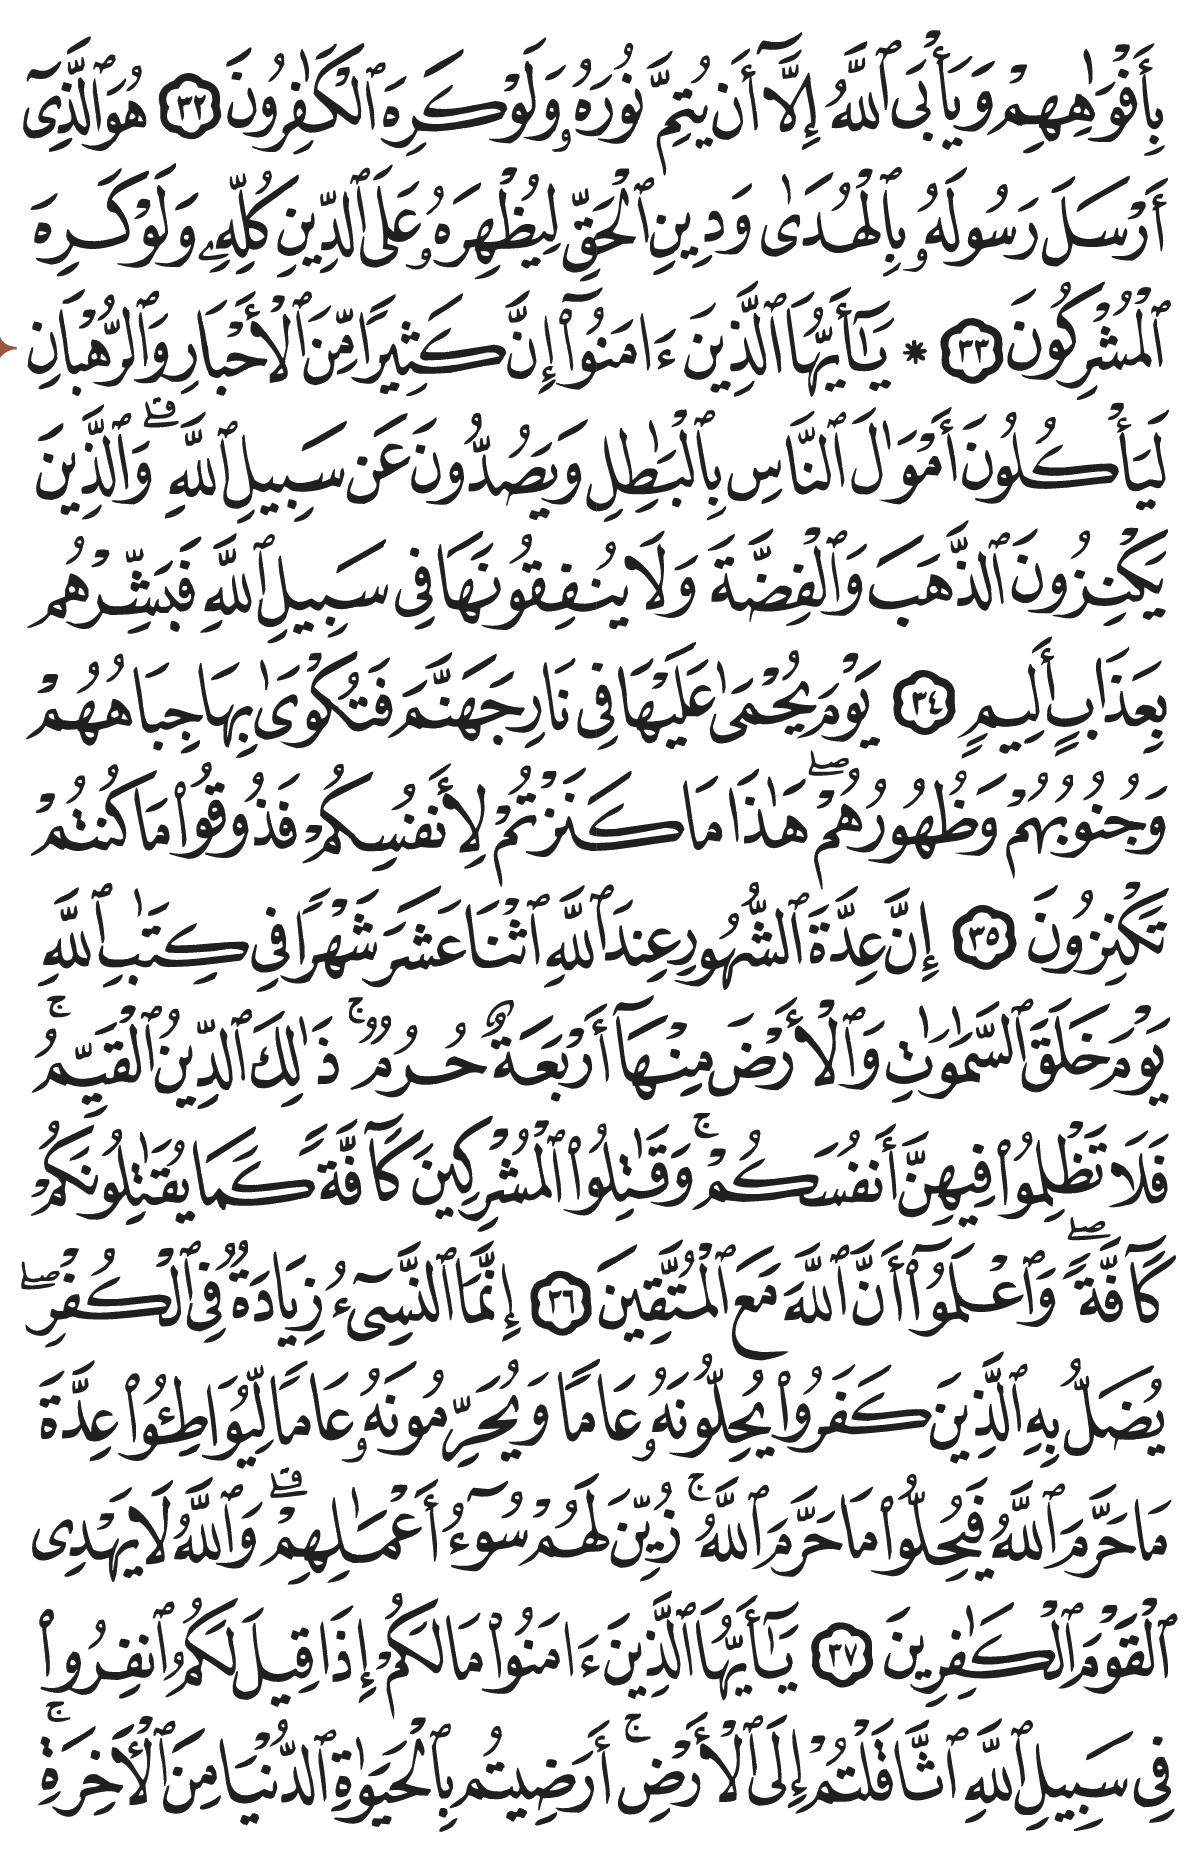 بِأَفْوَٰهِهِمْ وَيَأْبَى ٱللَّهُ إِلَّآ أَن يُتِمَّ نُورَهُۥ وَلَوْ كَرِهَ ٱلْكَٰفِرُونَ ٣٢ هُوَ ٱلَّذِىٓ
أَرْسَلَ رَسُولَهُۥ بِٱلْهُدَىٰ وَدِينِ ٱلْحَقِّ لِيُظْهِرَهُۥ عَلَى ٱلدِّينِ كُلِّهِۦ وَلَوْ كَرِهَ
ٱلْمُشْرِكُونَ ٣٣ * يَٰٓأَيُّهَا ٱلَّذِينَ ءَامَنُوٓا۟ إِنَّ كَثِيرًا مِّنَ ٱلْأَحْبَارِ وَٱلرُّهْبَانِ
لَيَأْكُلُونَ أَمْوَٰلَ ٱلنَّاسِ بِٱلْبَٰطِلِ وَيَصُدُّونَ عَن سَبِيلِ ٱللَّهِ ۗ وَٱلَّذِينَ
يَكْنِزُونَ ٱلذَّهَبَ وَٱلْفِضَّةَ وَلَا يُنفِقُونَهَا فِى سَبِيلِ ٱللَّهِ فَبَشِّرْهُم
بِعَذَابٍ أَلِيمٍ ٣٤ يَوْمَ يُحْمَىٰ عَلَيْهَا فِى نَارِ جَهَنَّمَ فَتُكْوَىٰ بِهَا جِبَاهُهُمْ
وَجُنُوبُهُمْ وَظُهُورُهُمْ ۖ هَٰذَا مَا كَنَزْتُمْ لِأَنفُسِكُمْ فَذُوقُوا۟ مَا كُنتُمْ
تَكْنِزُونَ ٣٥ إِنَّ عِدَّةَ ٱلشُّهُورِ عِندَ ٱللَّهِ ٱثْنَا عَشَرَ شَهْرًا فِى كِتَٰبِ ٱللَّهِ
يَوْمَ خَلَقَ ٱلسَّمَٰوَٰتِ وَٱلْأَرْضَ مِنْهَآ أَرْبَعَةٌ حُرُمٌ ۚ ذَٰلِكَ ٱلدِّينُ ٱلْقَيِّمُ ۚ
فَلَا تَظْلِمُوا۟ فِيهِنَّ أَنفُسَكُمْ ۚ وَقَٰتِلُوا۟ ٱلْمُشْرِكِينَ كَآفَّةً كَمَا يُقَٰتِلُونَكُمْ
كَآفَّةً ۖ وَٱعْلَمُوٓا۟ أَنَّ ٱللَّهَ مَعَ ٱلْمُتَّقِينَ ٣٦ إِنَّمَا ٱلنَّسِىٓءُ زِيَادَةٌ فِى ٱلْكُفْرِ ۖ
يُضَلُّ بِهِ ٱلَّذِينَ كَفَرُوا۟ يُحِلُّونَهُۥ عَامًا وَيُحَرِّمُونَهُۥ عَامًا لِّيُوَاطِـُٔوا۟ عِدَّةَ
مَا حَرَّمَ ٱللَّهُ فَيُحِلُّوا۟ مَا حَرَّمَ ٱللَّهُ ۚ زُيِّنَ لَهُمْ سُوٓءُ أَعْمَٰلِهِمْ ۗ وَٱللَّهُ لَا يَهْدِى
ٱلْقَوْمَ ٱلْكَٰفِرِينَ ٣٧ يَٰٓأَيُّهَا ٱلَّذِينَ ءَامَنُوا۟ مَا لَكُمْ إِذَا قِيلَ لَكُمُ ٱنفِرُوا۟
فِى سَبِيلِ ٱللَّهِ ٱثَّاقَلْتُمْ إِلَى ٱلْأَرْضِ ۚ أَرَضِيتُم بِٱلْحَيَوٰةِ ٱلدُّنْيَا مِنَ ٱلْءَاخِرَةِ ۚ